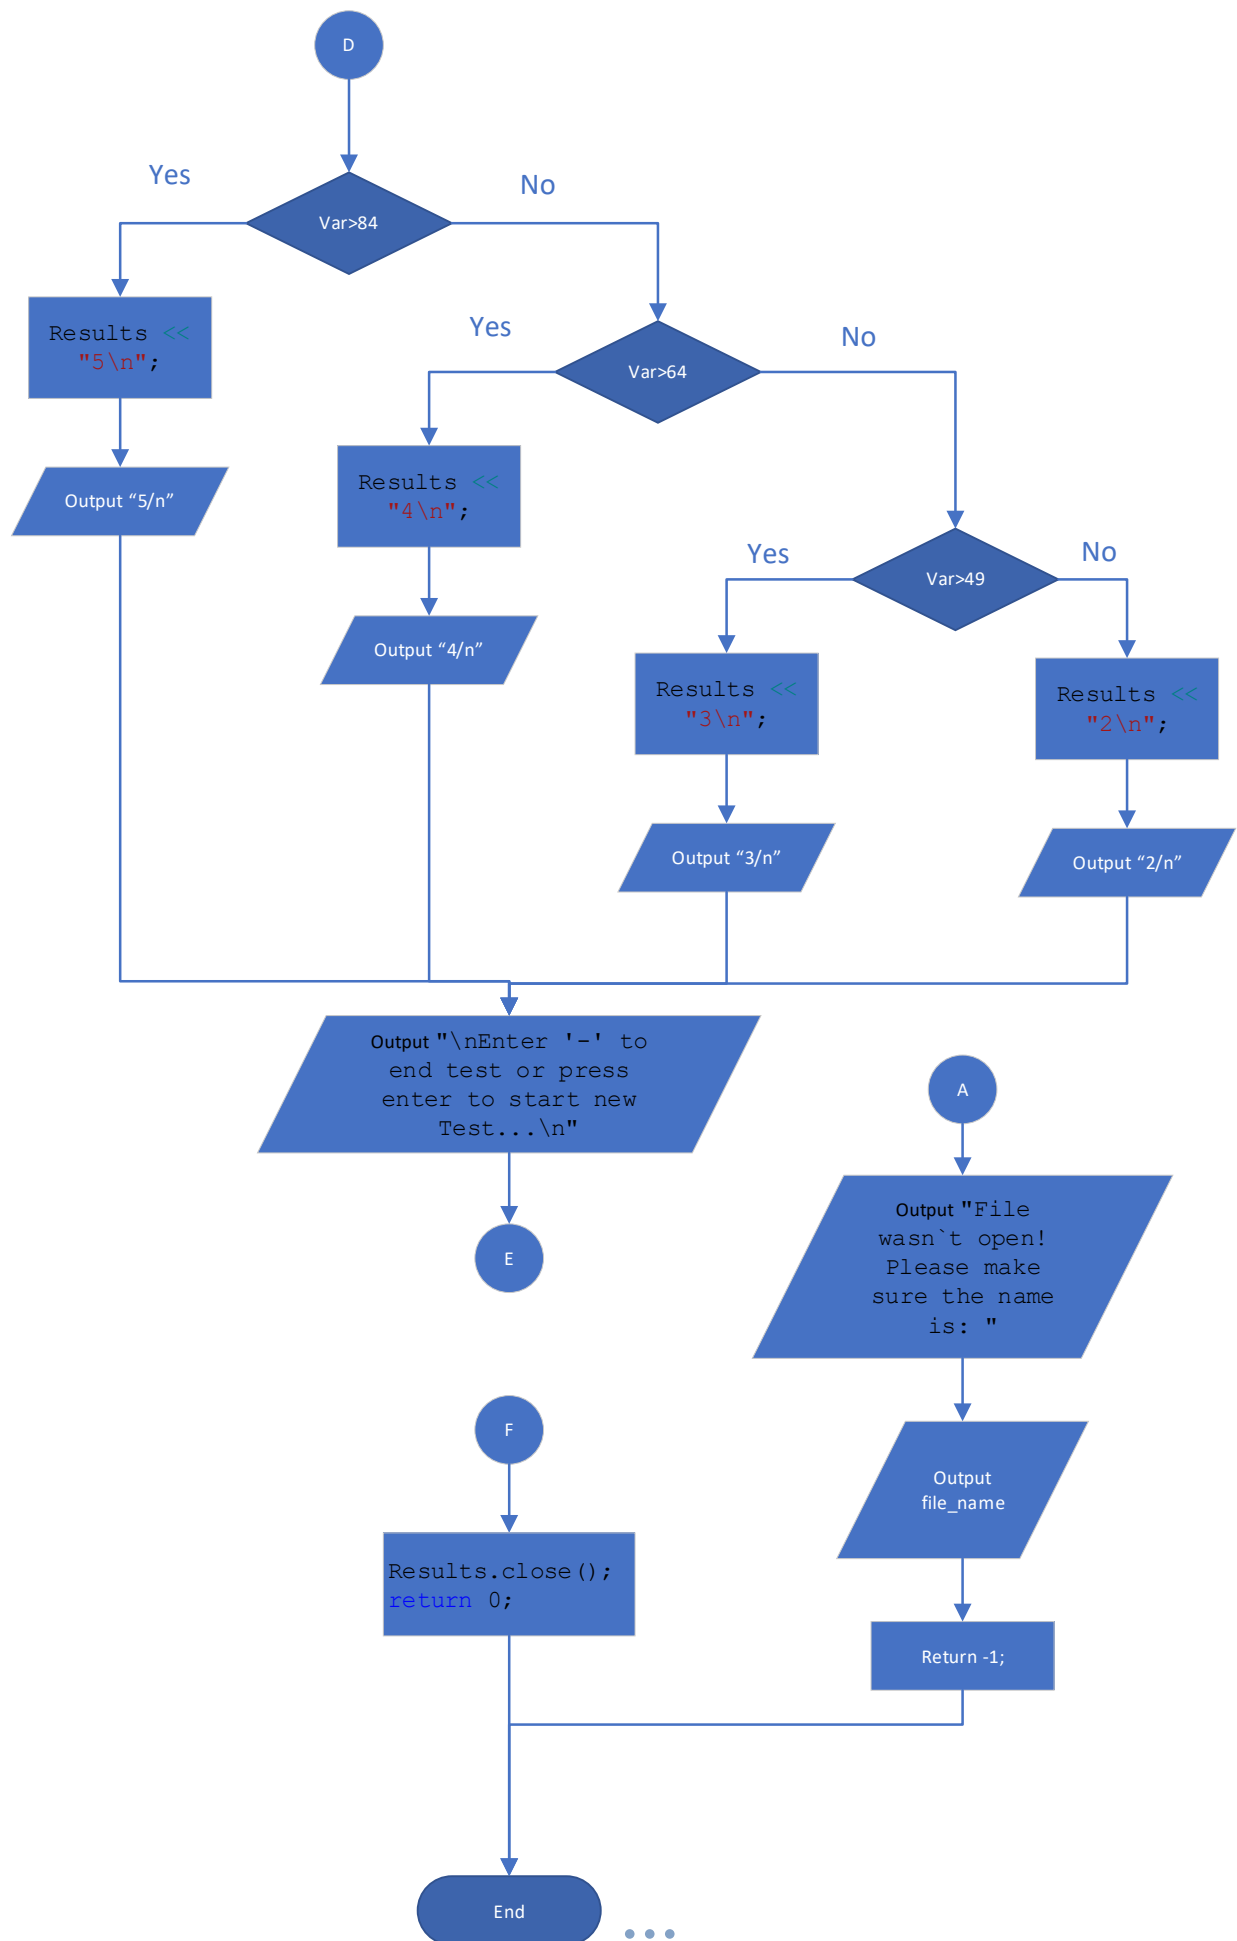 D
Yes
No
Var>84
Results <<
"5\n";
Yes
No
Var>64
Output “5/n”
Results <<
"4\n";
Yes
No
Var>49
Output “4/n”
Results <<
"3\n";
Results <<
"2\n";
Output “3/n”
Output “2/n”
Output "\nEnter '-' to
end test or press
enter to start new
Test...\n"
E
A
Output "File
wasn`t open!
Please make
sure the name
is: "
Output
file_name
Return -1;
F
Results.close();
return 0;
End